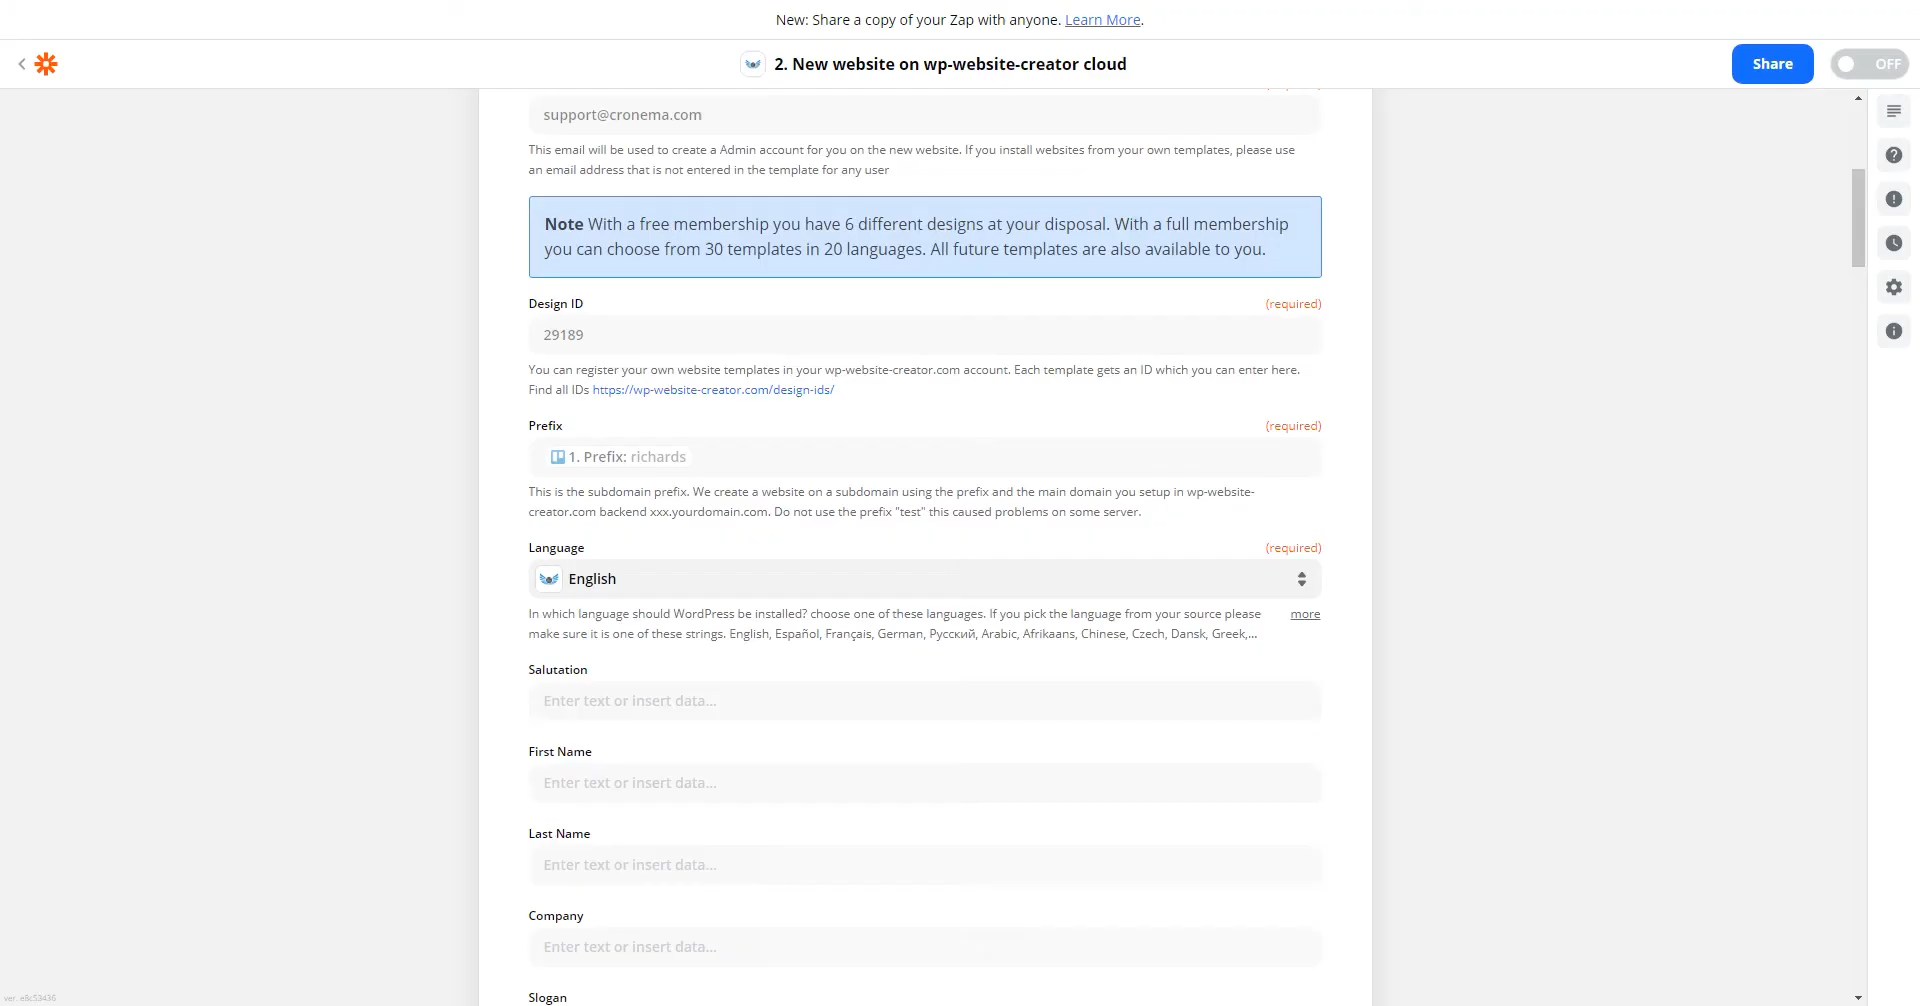 New: Share a copy of your Zap with anyone. Learn More.
2. New website on wp-website-creator cloud
Share
OFF
support@cronema.com
This email will be used to create a Admin account for you on the new website. If you install websites from your own templates, please use
an email address that is not entered in the template for any user
Note With a free membership you have 6 different designs at your disposal. With a full membership
you can choose from 30 templates in 20 languages. All future templates are also available to you.
Design ID (required)
29189
You can register your own website templates in your wp-website-creator.com account. Each template gets an ID which you can enter here.
Find all IDs https://wp-website-creator.com/design-ids/
Prefix (required)
1. Prefix: richards
This is the subdomain prefix. We create a website on a subdomain using the prefix and the main domain you setup in wp-website-
creator.com backend xxx.yourdomain.com. Do not use the prefix "test" this caused problems on some server.
Language (required)
English
In which language should WordPress be installed? choose one of these languages. If you pick the language from your source please more
make sure it is one of these strings. English, Español, Français, German, Русский, Arabic, Afrikaans, Chinese, Czech, Dansk, Greek,...
Salutation
Enter text or insert data...
First Name
Enter text or insert data...
Last Name
Enter text or insert data...
Company
Enter text or insert data...
Slogan
ver. e8c53436